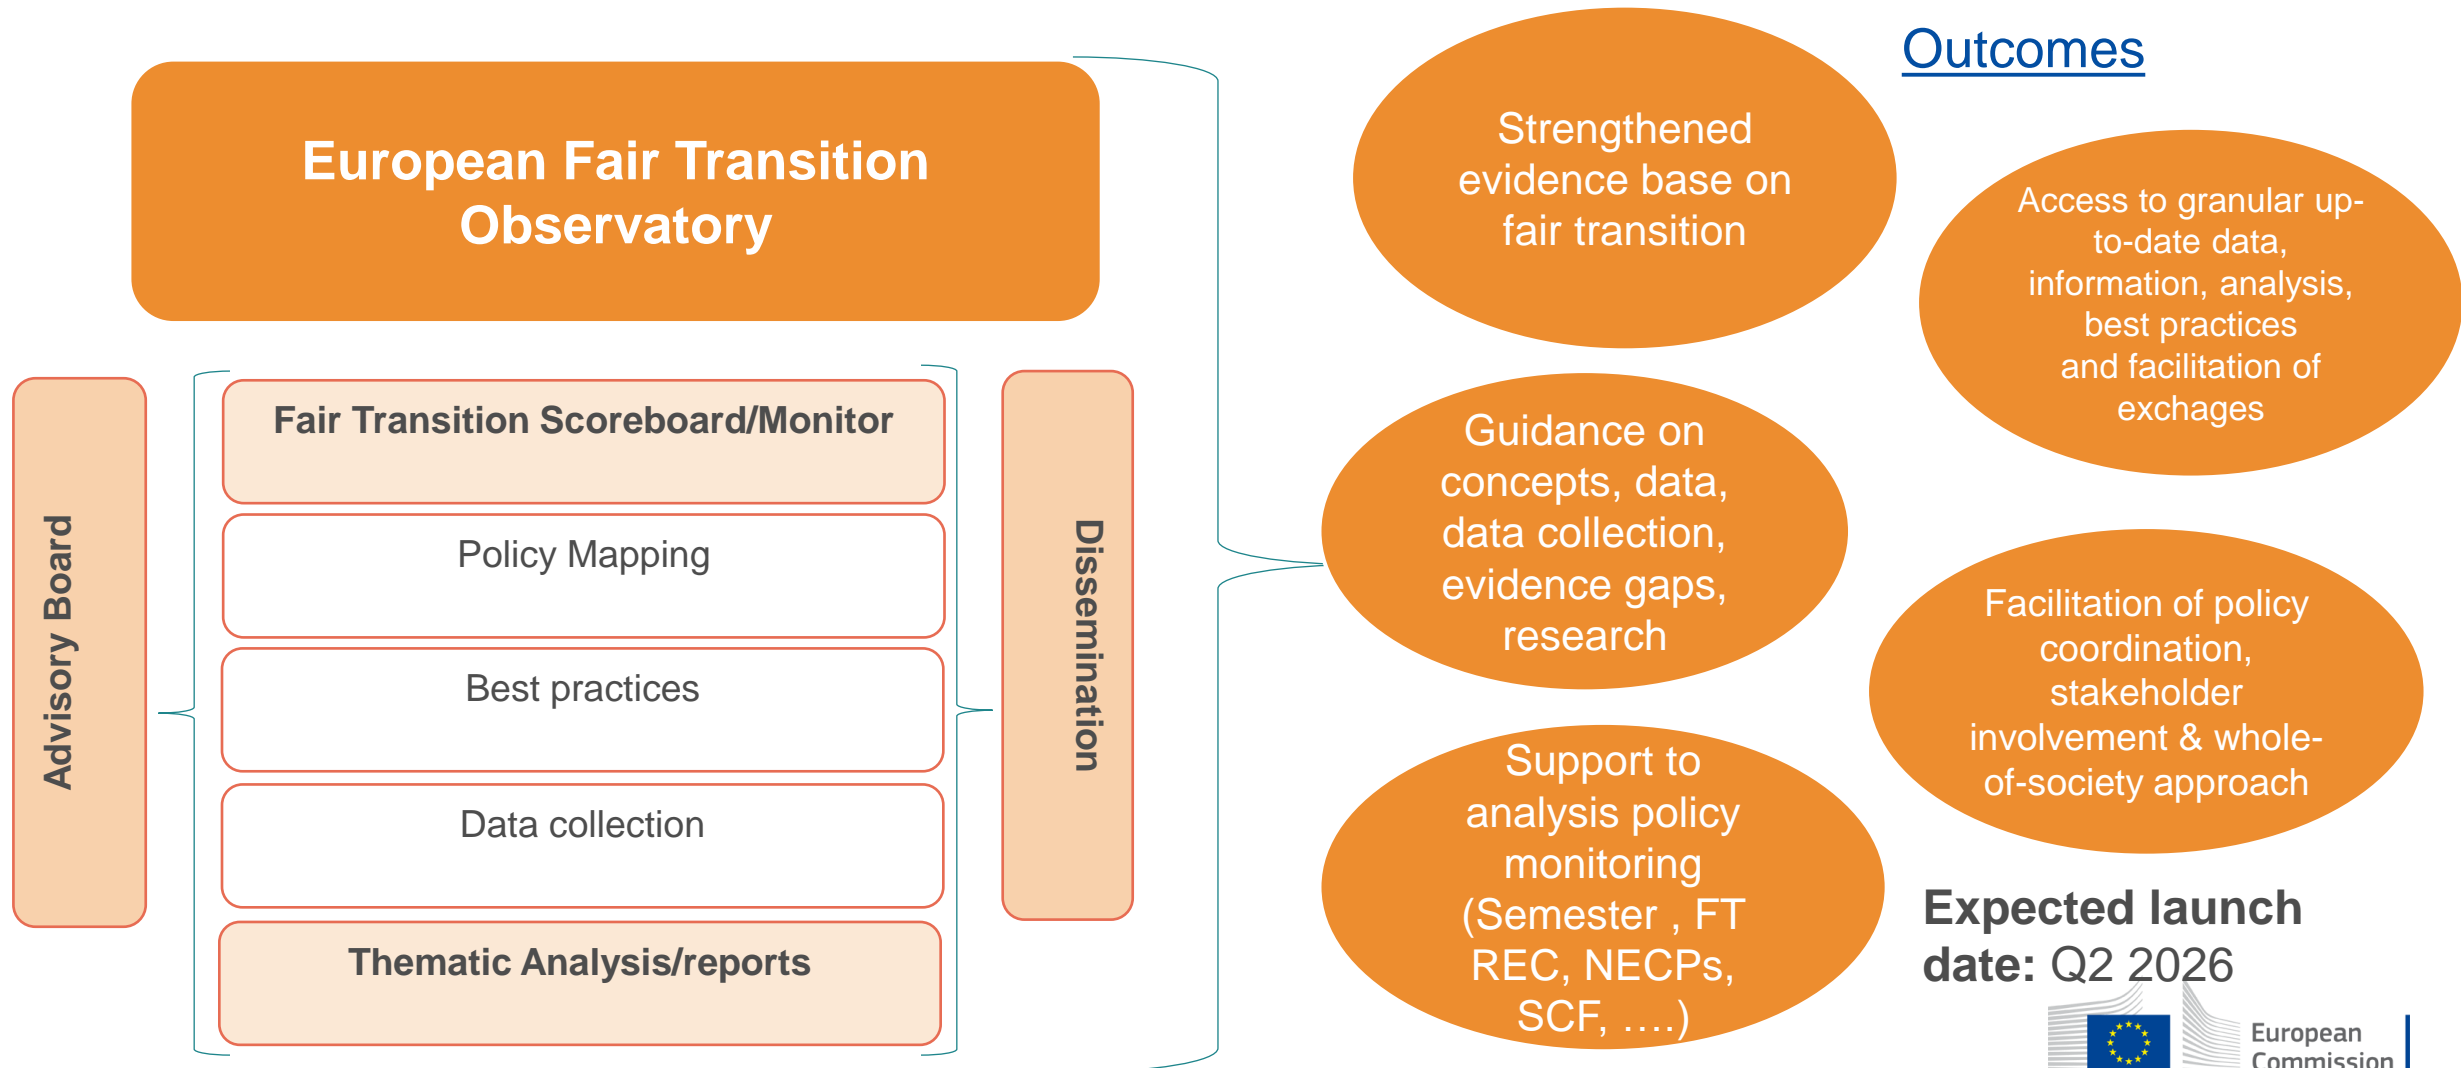 European Fair Transition
Observatory
Advisory Board
Fair Transition Scoreboard/Monitor
Policy Mapping
Best practices
Data collection
Thematic Analysis/reports
Dissemination
Outcomes
Strengthened
evidence base on
fair transition
Access to granular up-
to-date data,
information, analysis,
best practices
and facilitation of
exchages
Guidance on
concepts, data,
data collection,
evidence gaps,
research
Facilitation of policy
coordination,
stakeholder
involvement & whole-
of-society approach
Support to
analysis policy
monitoring
(Semester , FT
REC, NECPs,
SCF, ....)
Expected launch
date: Q2 2026
European
Commission